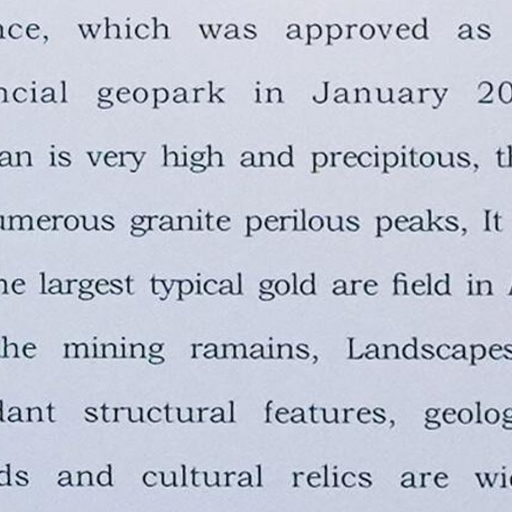 nce, which was approved as
ncial geopark in January 20
an is very high and precipitous, th
umerous granite perilous peaks, It
he largest typical gold are field in A
the mining ramains, Landscapes
dant structural features, geolog
ds and cultural relics are wi